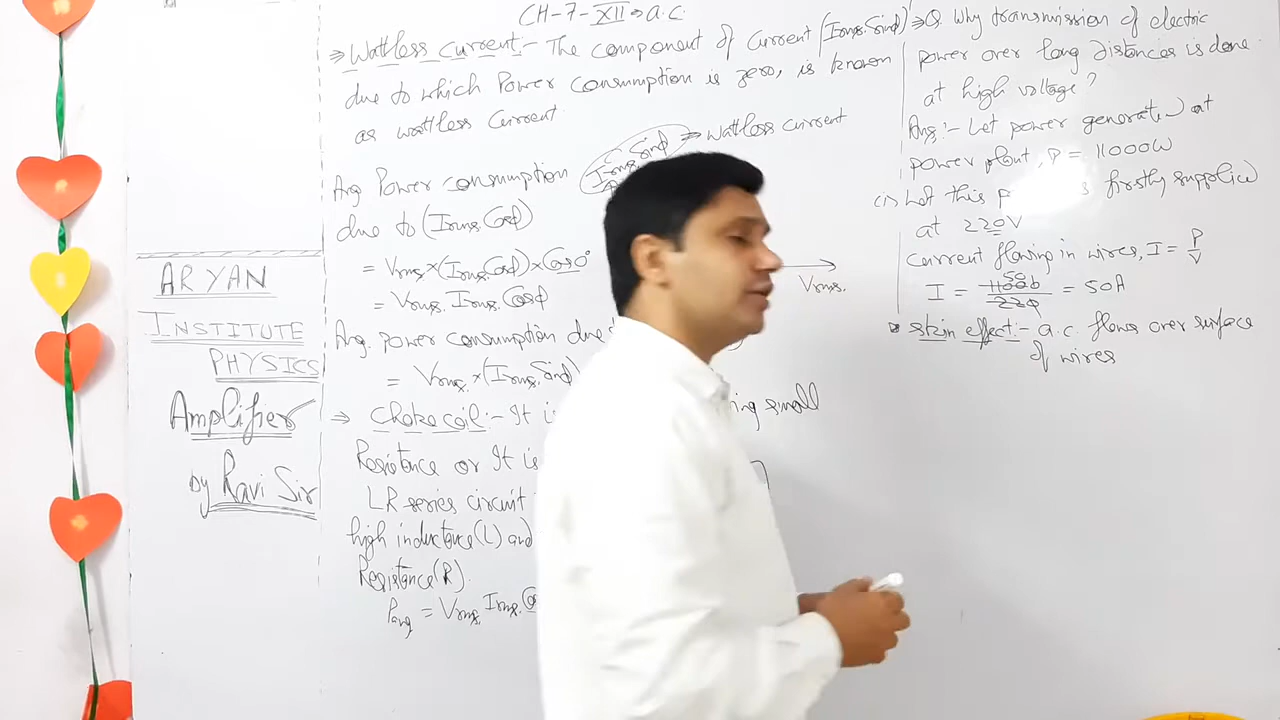 CH-7-XII → a.c.
ARYAN
INSTITUTE
PHYSICS
Amplifier
by Ravi Sir
⇒ Wattless current:- The component of current (Irms. Sinϕ)
due to which Power consumption is zero, is known
as wattless current.
Irms Sinϕ → wattless current
Avg Power consumption
due to (Irms Cosϕ)
= Vrms × (Irms Cosϕ) × Cos0°
= Vrms. Irms. Cosϕ
Vrms.
Avg. power consumption due
= Vrms. × (Irms. Sinϕ)
⇒ Choke coil:- It is small
Resistance or It is
LR series circuit
high inductance (L) and
Resistance (R).
Pavg = Vrms Irms.
⇒ Q. Why transmission of electric
power over long distances is done
at high voltage?
Ans:- Let power generate at
power plant, P = 11000W
(i) Let this firstly supplied
at 220V
current flowing in wires, I = P/V
I = 11000/220 = 50A
* skin effect:- a.c. flows over surface
of wires